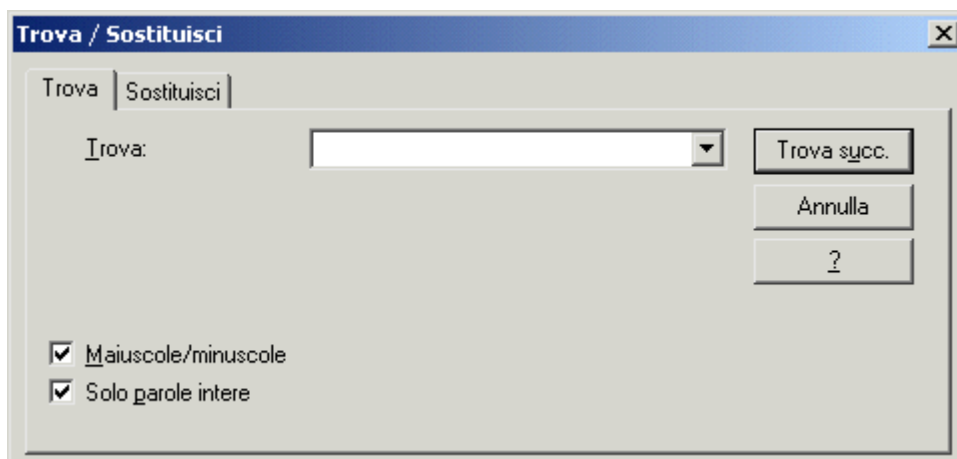 Trova / Sostituisci
Trova Sostituisci
Trova: Trova succ.
Annulla
?
Maiuscole/minuscole
Solo parole intere